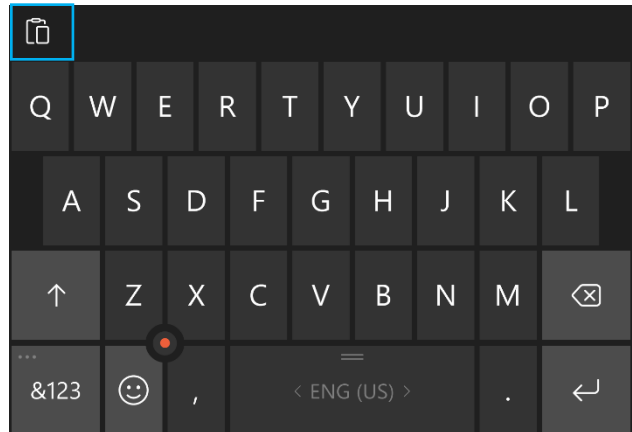 Q W E R T Y U I O P
A S D F G H J K L
Z X C V B N M
&123 , < ENG (US) > .